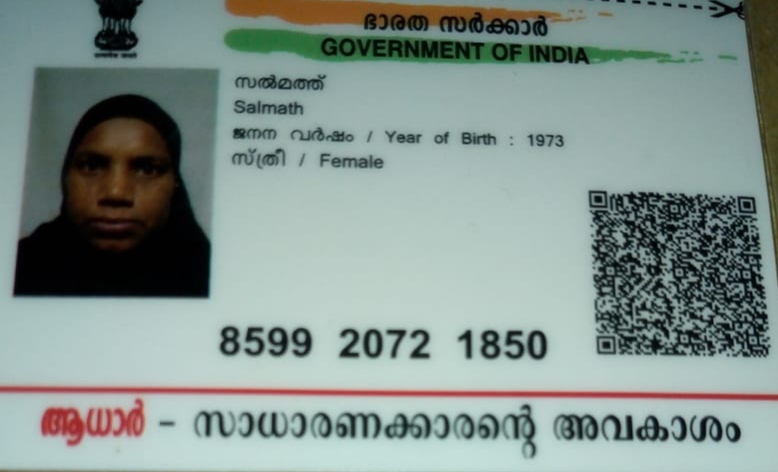 ഭാരത സർക്കാർ
GOVERNMENT OF INDIA
സൽമത്ത്
Salmath
ജനന വർഷം / Year of Birth : 1973
സ്ത്രീ / Female
8599 2072 1850
ആധാർ - സാധാരണക്കാരന്റെ അവകാശം